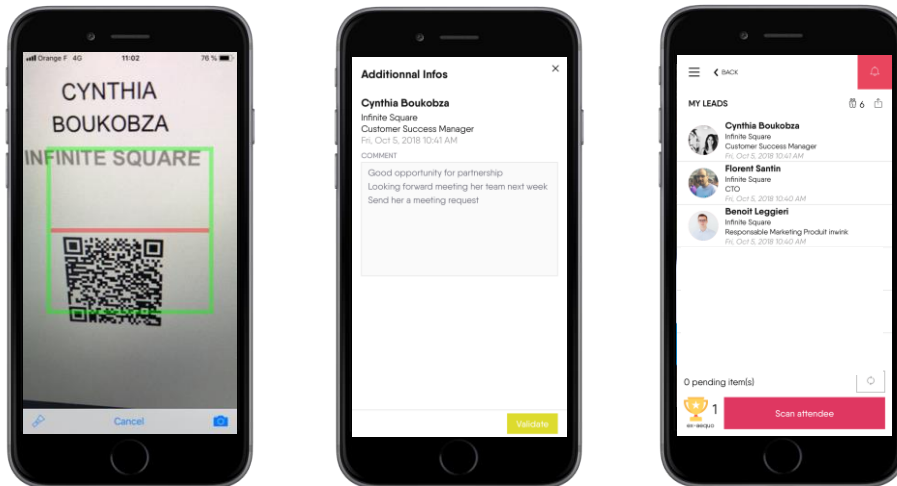 Orange F 4G 11:02 76 %
CYNTHIA
BOUKOBZA
INFINITE SQUARE
Cancel
Additionnal Infos
Cynthia Boukobza
Infinite Square
Customer Success Manager
Fri, Oct 5, 2018 10:41 AM
COMMENT
Good opportunity for partnership
Looking forward meeting her team next week
Send her a meeting request
Validate
BACK
MY LEADS 6
Cynthia Boukobza
Infinite Square
Customer Success Manager
Fri, Oct 5, 2018 10:41 AM
Florent Santin
Infinite Square
CTO
Fri, Oct 5, 2018 10:40 AM
Benoit Leggieri
Infinite Square
Responsable Marketing Produit inwink
Fri, Oct 5, 2018 10:40 AM
0 pending item(s)
1
ex-aequo
Scan attendee